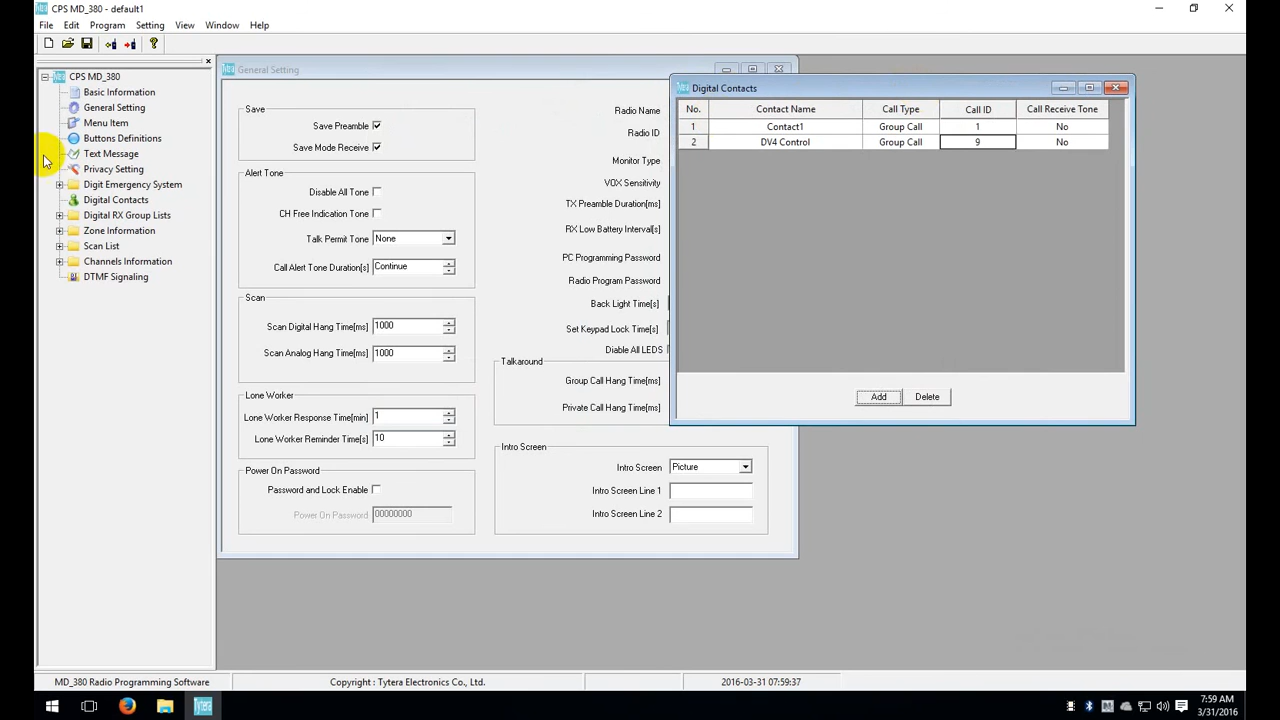 CPS MD_380 - default1
File Edit Program Setting View Window Help
CPS MD_380
Basic Information
General Setting
Menu Item
Buttons Definitions
Text Message
Privacy Setting
Digit Emergency System
Digital Contacts
Digital RX Group Lists
Zone Information
Scan List
Channels Information
DTMF Signaling
General Setting
Save
Save Preamble
Save Mode Receive
Alert Tone
Disable All Tone
CH Free Indication Tone
Talk Permit Tone None
Call Alert Tone Duration[s] Continue
Scan
Scan Digital Hang Time[ms] 1000
Scan Analog Hang Time[ms] 1000
Lone Worker
Lone Worker Response Time[min] 1
Lone Worker Reminder Time[s] 10
Power On Password
Password and Lock Enable
Power On Password 00000000
Radio Name
Radio ID
Monitor Type
VOX Sensitivity
TX Preamble Duration[ms]
RX Low Battery Interval[s]
PC Programming Password
Radio Program Password
Back Light Time[s]
Set Keypad Lock Time[s]
Diable All LEDS
Talkaround
Group Call Hang Time[ms]
Private Call Hang Time[ms]
Intro Screen
Intro Screen Picture
Intro Screen Line 1
Intro Screen Line 2
Digital Contacts
No. Contact Name Call Type Call ID Call Receive Tone
1 Contact1 Group Call 1 No
2 DV4 Control Group Call 9 No
Add Delete
MD_380 Radio Programming Software Copyright : Tytera Electronics Co., Ltd. 2016-03-31 07:59:37
7:59 AM
3/31/2016